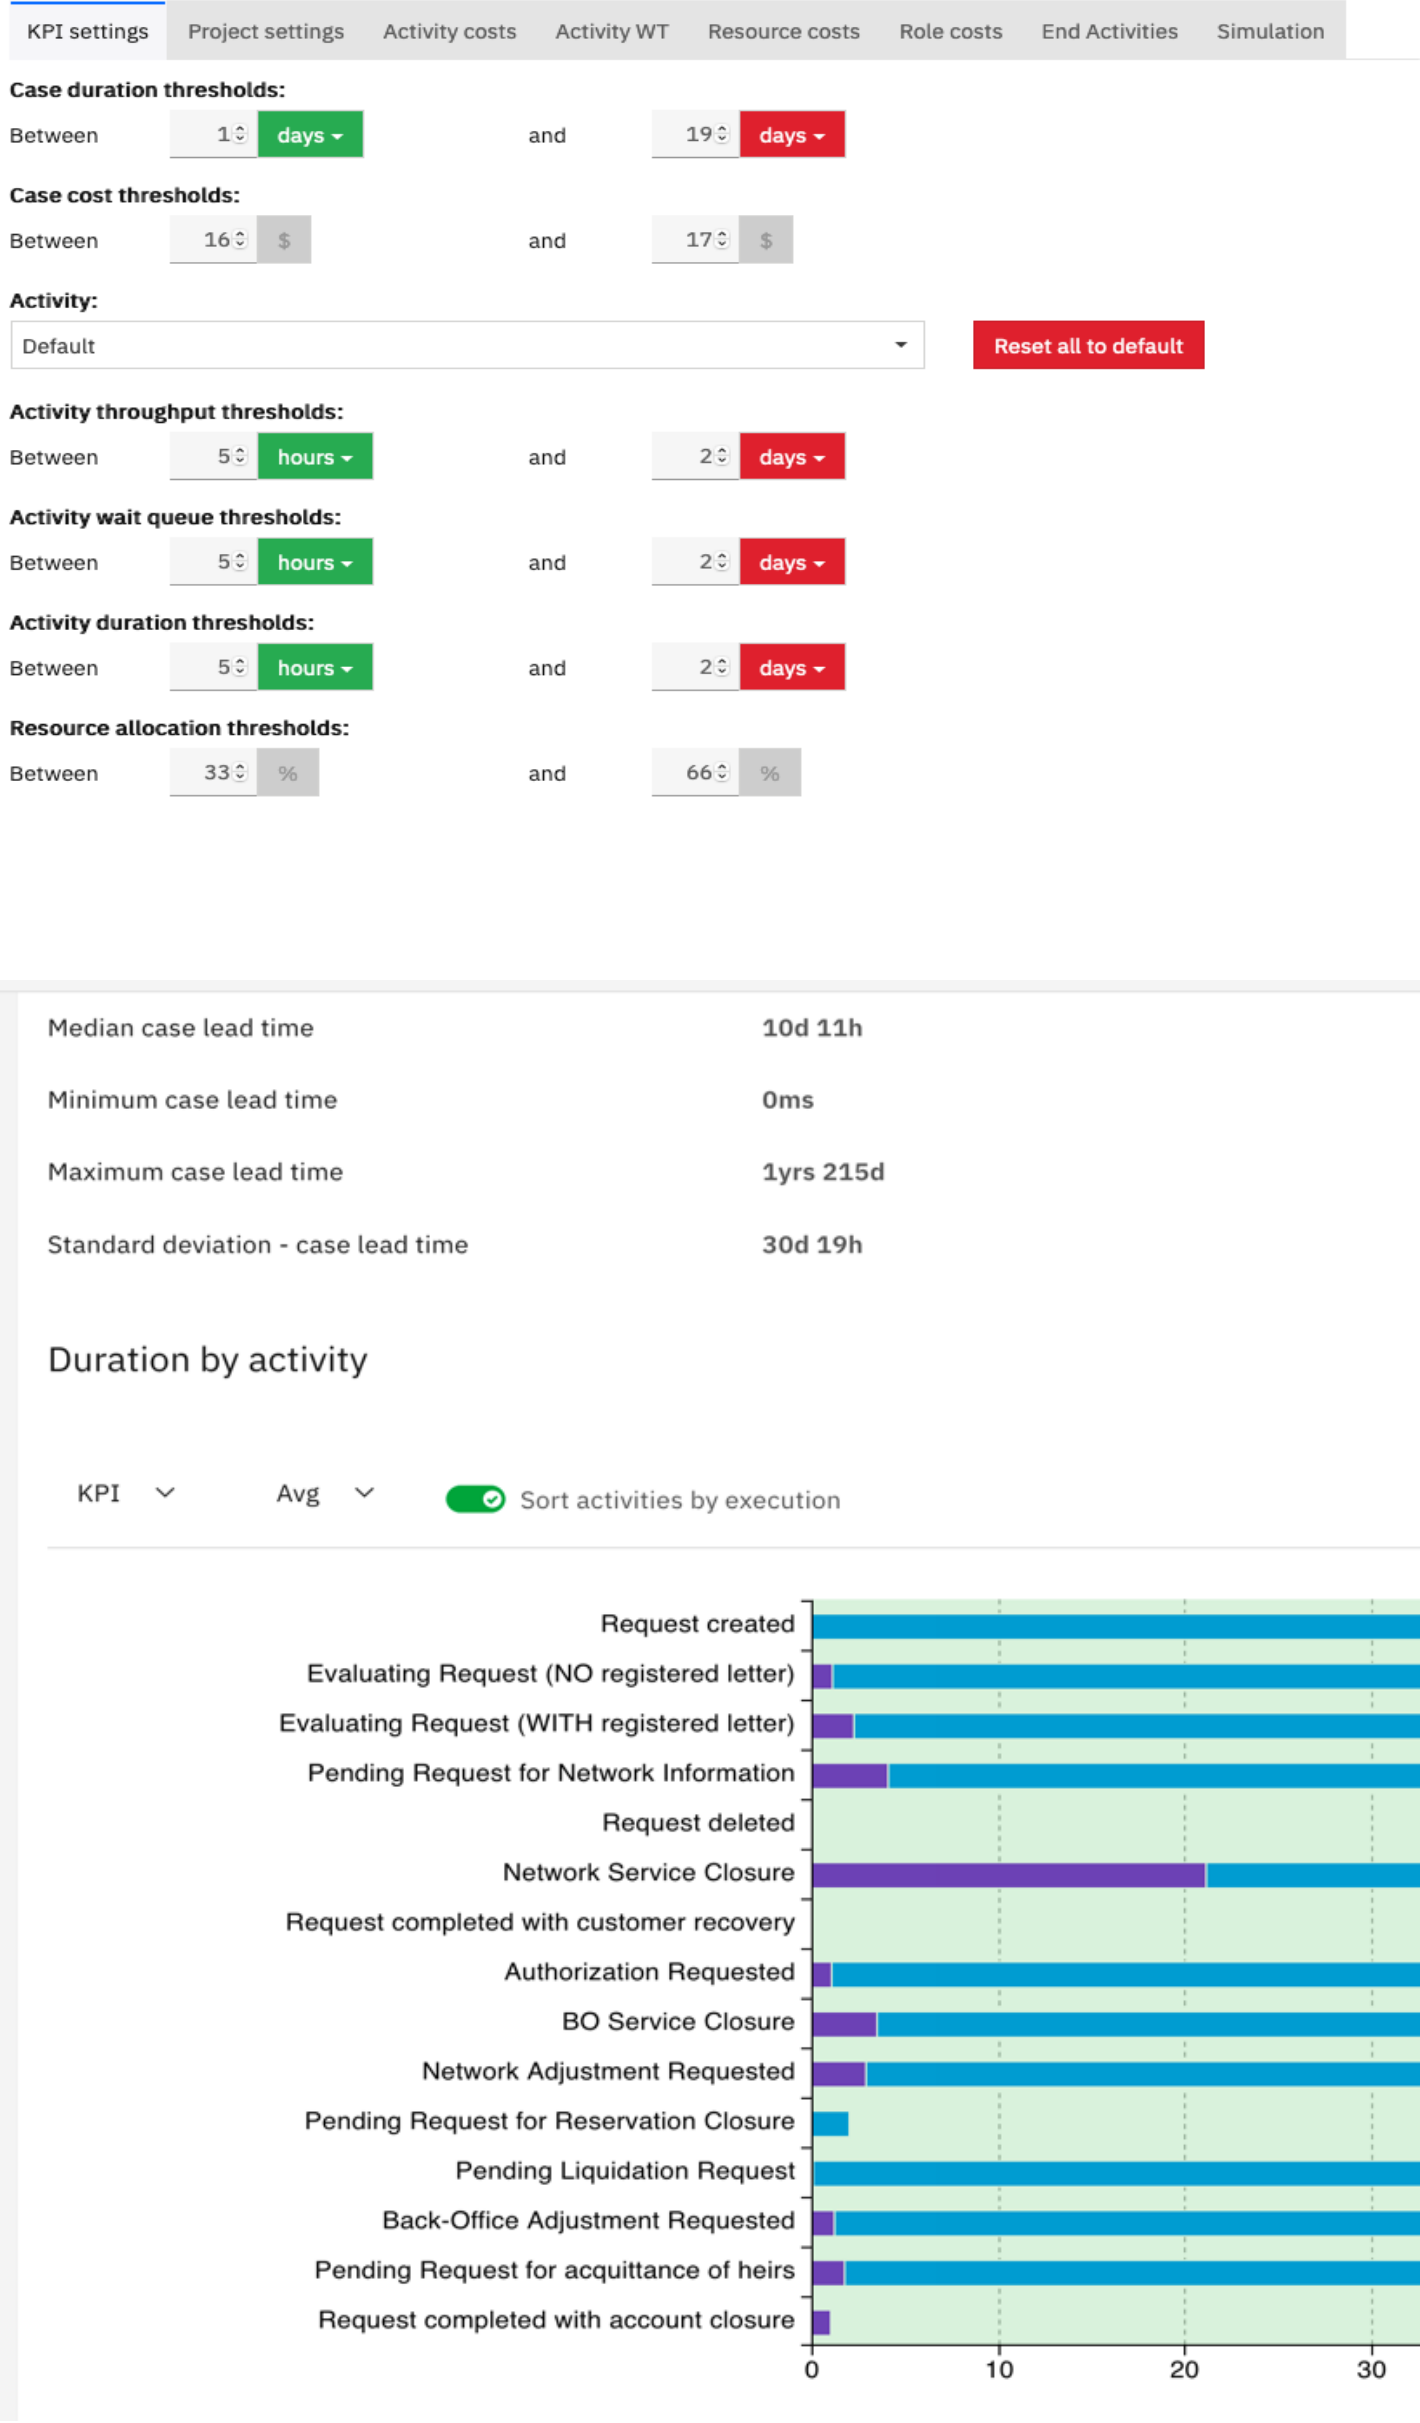 KPI settings Project settings Activity costs Activity WT Resource costs Role costs End Activities Simulation
Case duration thresholds:
Between 1 days and 19 days
Case cost thresholds:
Between 16 $ and 17 $
Activity:
Default Reset all to default
Activity throughput thresholds:
Between 5 hours and 2 days
Activity wait queue thresholds:
Between 5 hours and 2 days
Activity duration thresholds:
Between 5 hours and 2 days
Resource allocation thresholds:
Between 33 % and 66 %
Median case lead time 10d 11h
Minimum case lead time 0ms
Maximum case lead time 1yrs 215d
Standard deviation - case lead time 30d 19h
Duration by activity
KPI Avg Sort activities by execution
Request created
Evaluating Request (NO registered letter)
Evaluating Request (WITH registered letter)
Pending Request for Network Information
Request deleted
Network Service Closure
Request completed with customer recovery
Authorization Requested
BO Service Closure
Network Adjustment Requested
Pending Request for Reservation Closure
Pending Liquidation Request
Back-Office Adjustment Requested
Pending Request for acquittance of heirs
Request completed with account closure
0 10 20 30